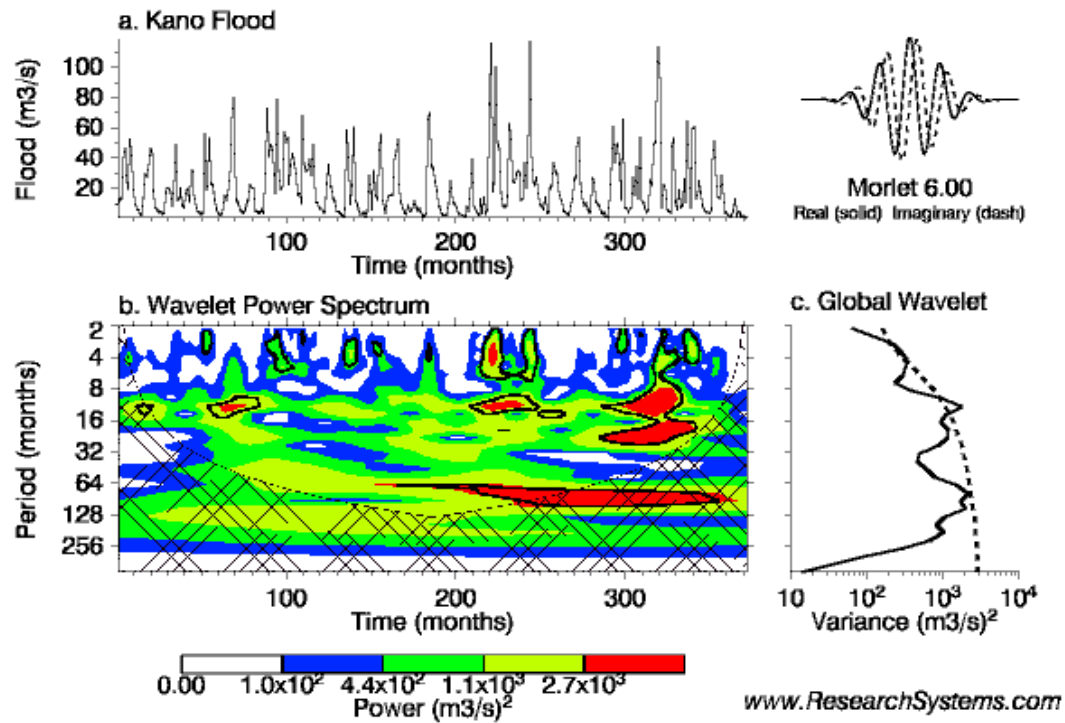 a. Kano Flood
Flood (m3/s)
100
80
60
40
20
100 200 300
Time (months)
Morlet 6.00
Real (solid) Imaginary (dash)
b. Wavelet Power Spectrum
Period (months)
2
4
8
16
32
64
128
256
100 200 300
Time (months)
c. Global Wavelet
10 10² 10³ 10⁴
Variance (m3/s)²
0.00 1.0x10² 4.4x10² 1.1x10³ 2.7x10³
Power (m3/s)²
www.ResearchSystems.com